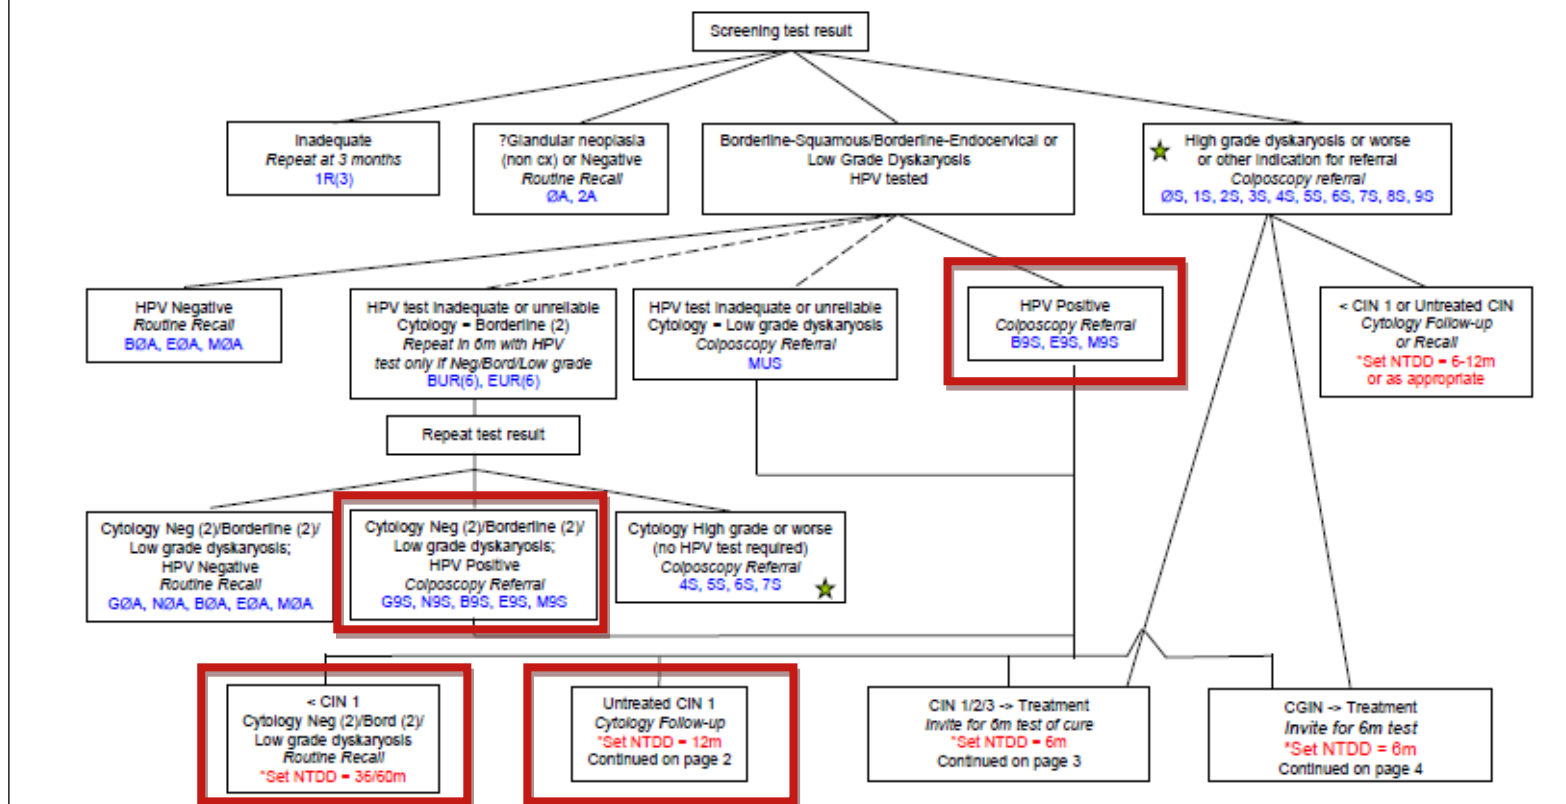 Screening test result
Inadequate
Repeat at 3 months
1R(3)
?Glandular neoplasia
(non cx) or Negative
Routine Recall
ØA, 2A
Borderline-Squamous/Borderline-Endocervical or
Low Grade Dyskaryosis
HPV tested
High grade dyskaryosis or worse
or other indication for referral
Colposcopy referral
ØS, 1S, 2S, 3S, 4S, 5S, 6S, 7S, 8S, 9S
HPV Negative
Routine Recall
BØA, EØA, MØA
HPV test inadequate or unreliable
Cytology = Borderline (2)
Repeat in 6m with HPV
test only if Neg/Bord/Low grade
BUR(6), EUR(6)
HPV test inadequate or unreliable
Cytology = Low grade dyskaryosis
Colposcopy Referral
MUS
HPV Positive
Colposcopy Referral
B9S, E9S, M9S
< CIN 1 or Untreated CIN
Cytology Follow-up
or Recall
*Set NTDD = 6-12m
or as appropriate
Repeat test result
Cytology Neg (2)/Borderline (2)/
Low grade dyskaryosis;
HPV Negative
Routine Recall
GØA, NØA, BØA, EØA, MØA
Cytology Neg (2)/Borderline (2)/
Low grade dyskaryosis;
HPV Positive
Colposcopy Referral
G9S, N9S, B9S, E9S, M9S
Cytology High grade or worse
(no HPV test required)
Colposcopy Referral
4S, 5S, 6S, 7S
< CIN 1
Cytology Neg (2)/Bord (2)/
Low grade dyskaryosis
Routine Recall
*Set NTDD = 36/60m
Untreated CIN 1
Cytology Follow-up
*Set NTDD = 12m
Continued on page 2
CIN 1/2/3 -> Treatment
Invite for 6m test of cure
*Set NTDD = 6m
Continued on page 3
CGIN -> Treatment
Invite for 6m test
*Set NTDD = 6m
Continued on page 4